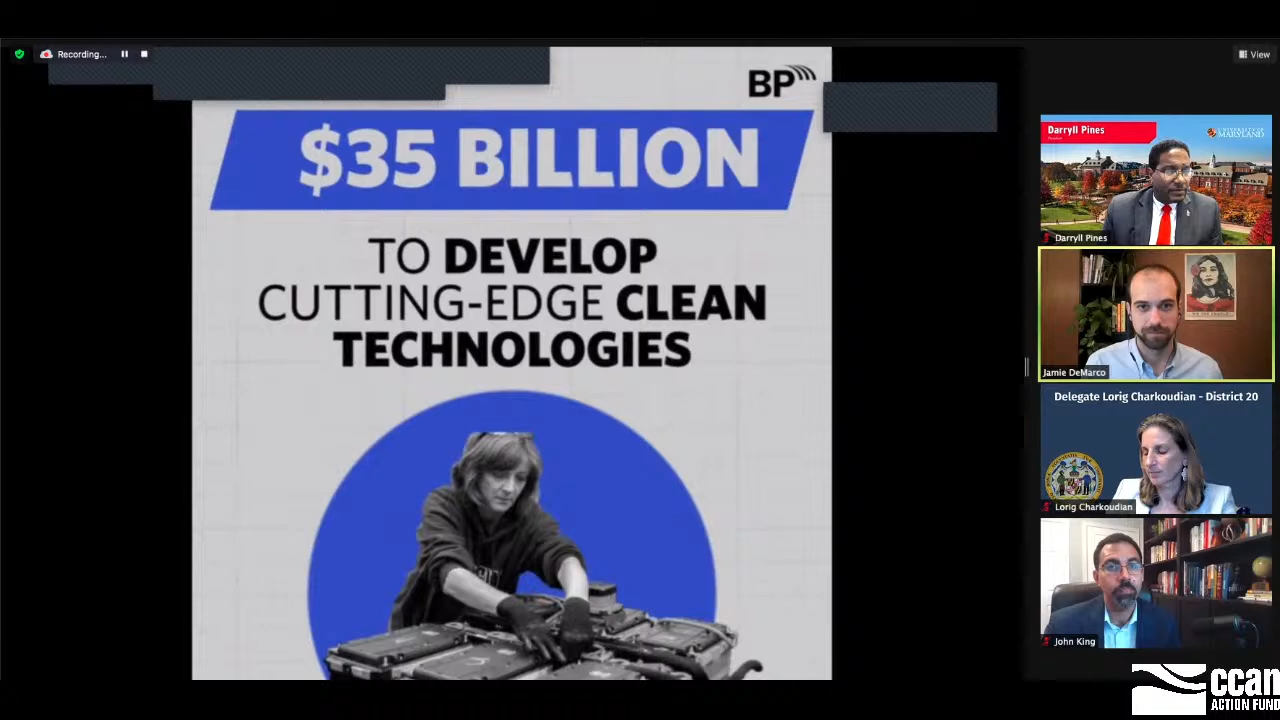 Recording...
View
BP
$35 BILLION
TO DEVELOP
CUTTING-EDGE CLEAN
TECHNOLOGIES
Darryll Pines
UNIVERSITY OF
MARYLAND
Darryll Pines
Jamie DeMarco
Delegate Lorig Charkoudian - District 20
Lorig Charkoudian
John King
ccan
ACTION FUND